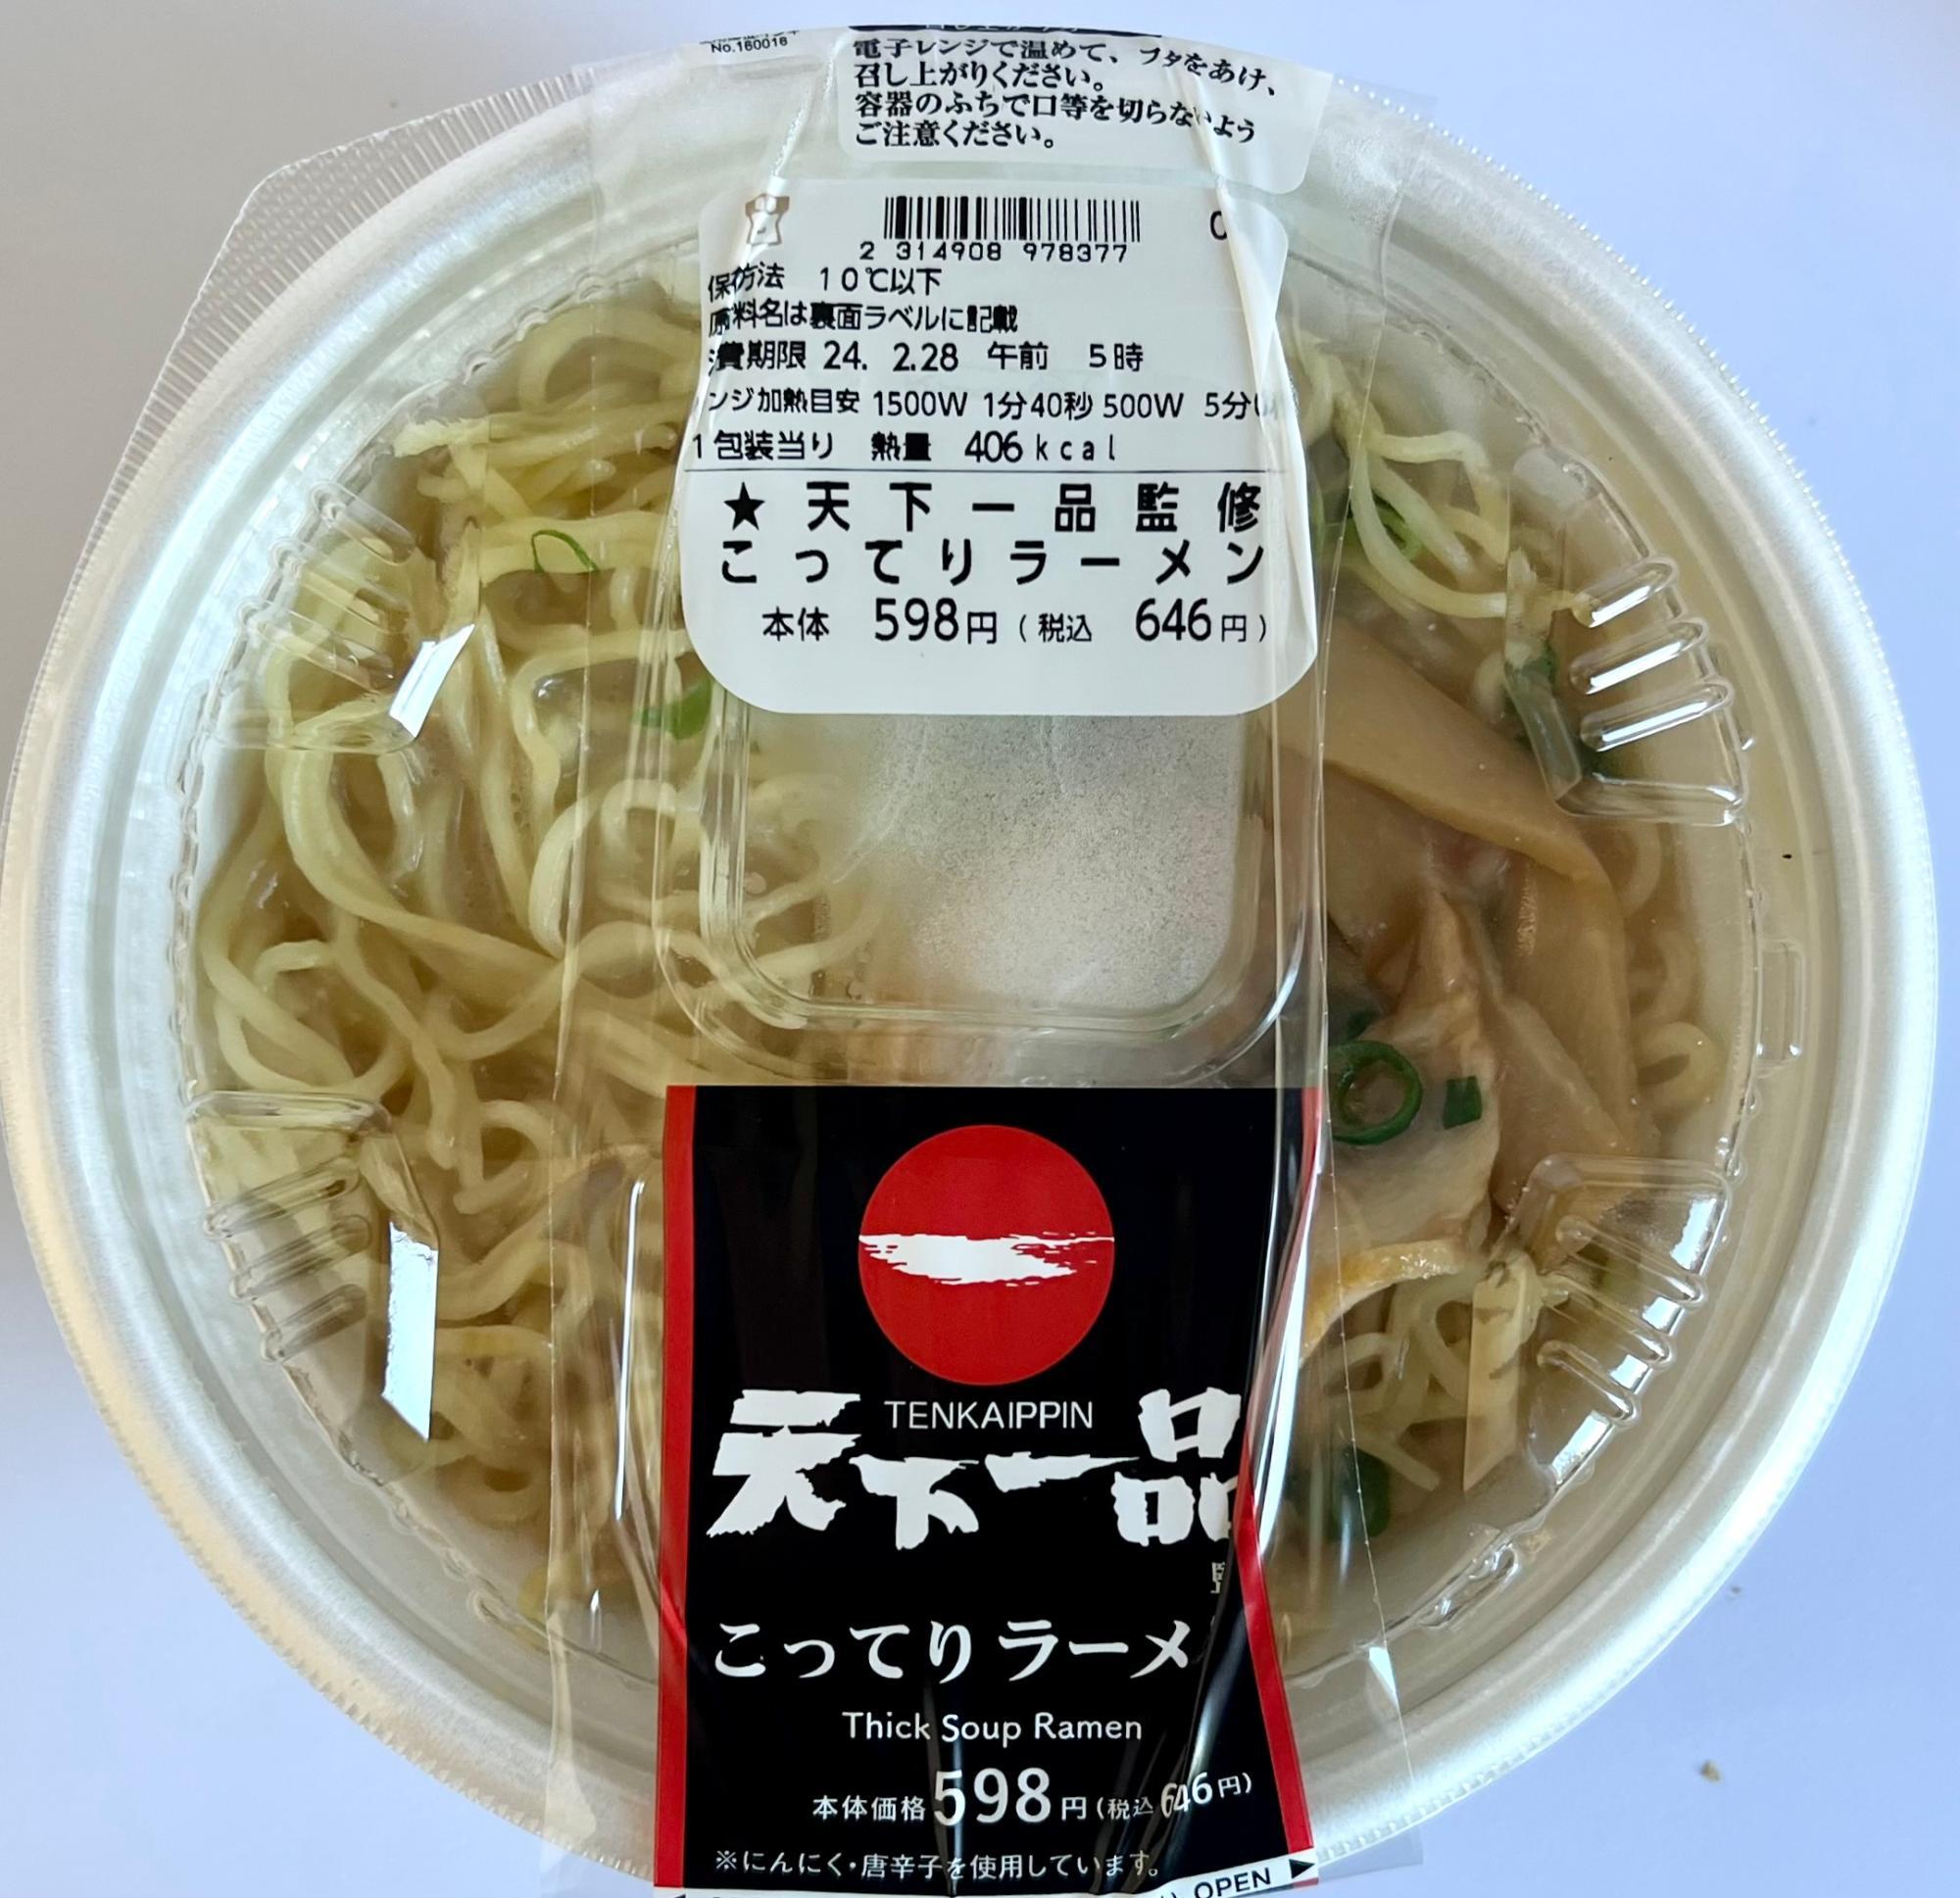 No.160016
電子レンジで温めて、フタをあけ、
召し上がりください。
容器のふちで口等を切らないよう
ご注意ください。
2 314908 978377
保存方法 10℃以下
原料名は裏面ラベルに記載
消費期限 24. 2.28 午前 5時
ンジ加熱目安 1500W 1分40秒 500W 5分
1包装当り 熱量 406kcal
★天下一品監修
こってりラーメン
本体 598円(税込 646円)
TENKAIPPIN
天下一品
監
こってりラーメ
Thick Soup Ramen
本体価格598円(税込646円)
※にんにく・唐辛子を使用しています。
OPEN ▶